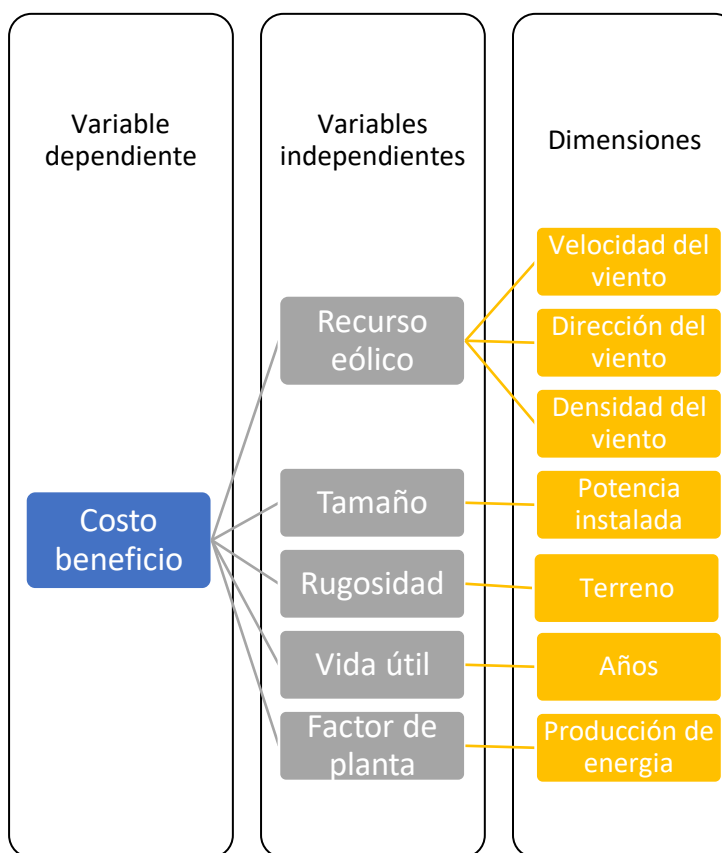 Variable
dependiente
Variables
independientes
Dimensiones
Costo
beneficio
Recurso
eólico
Tamaño
Rugosidad
Vida útil
Factor de
planta
Velocidad del
viento
Dirección del
viento
Densidad del
viento
Potencia
instalada
Terreno
Años
Producción de
energia